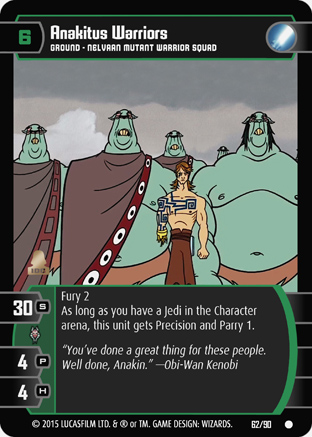 6
Anakitus Warriors
GROUND - NELVAAN MUTANT WARRIOR SQUAD
30 S
4 P
4 H
Fury 2
As long as you have a Jedi in the Character
arena, this unit gets Precision and Parry 1.
“You’ve done a great thing for these people.
Well done, Anakin.” —Obi-Wan Kenobi
© 2015 LUCASFILM LTD. & ® or TM. GAME DESIGN: WIZARDS.
62/90